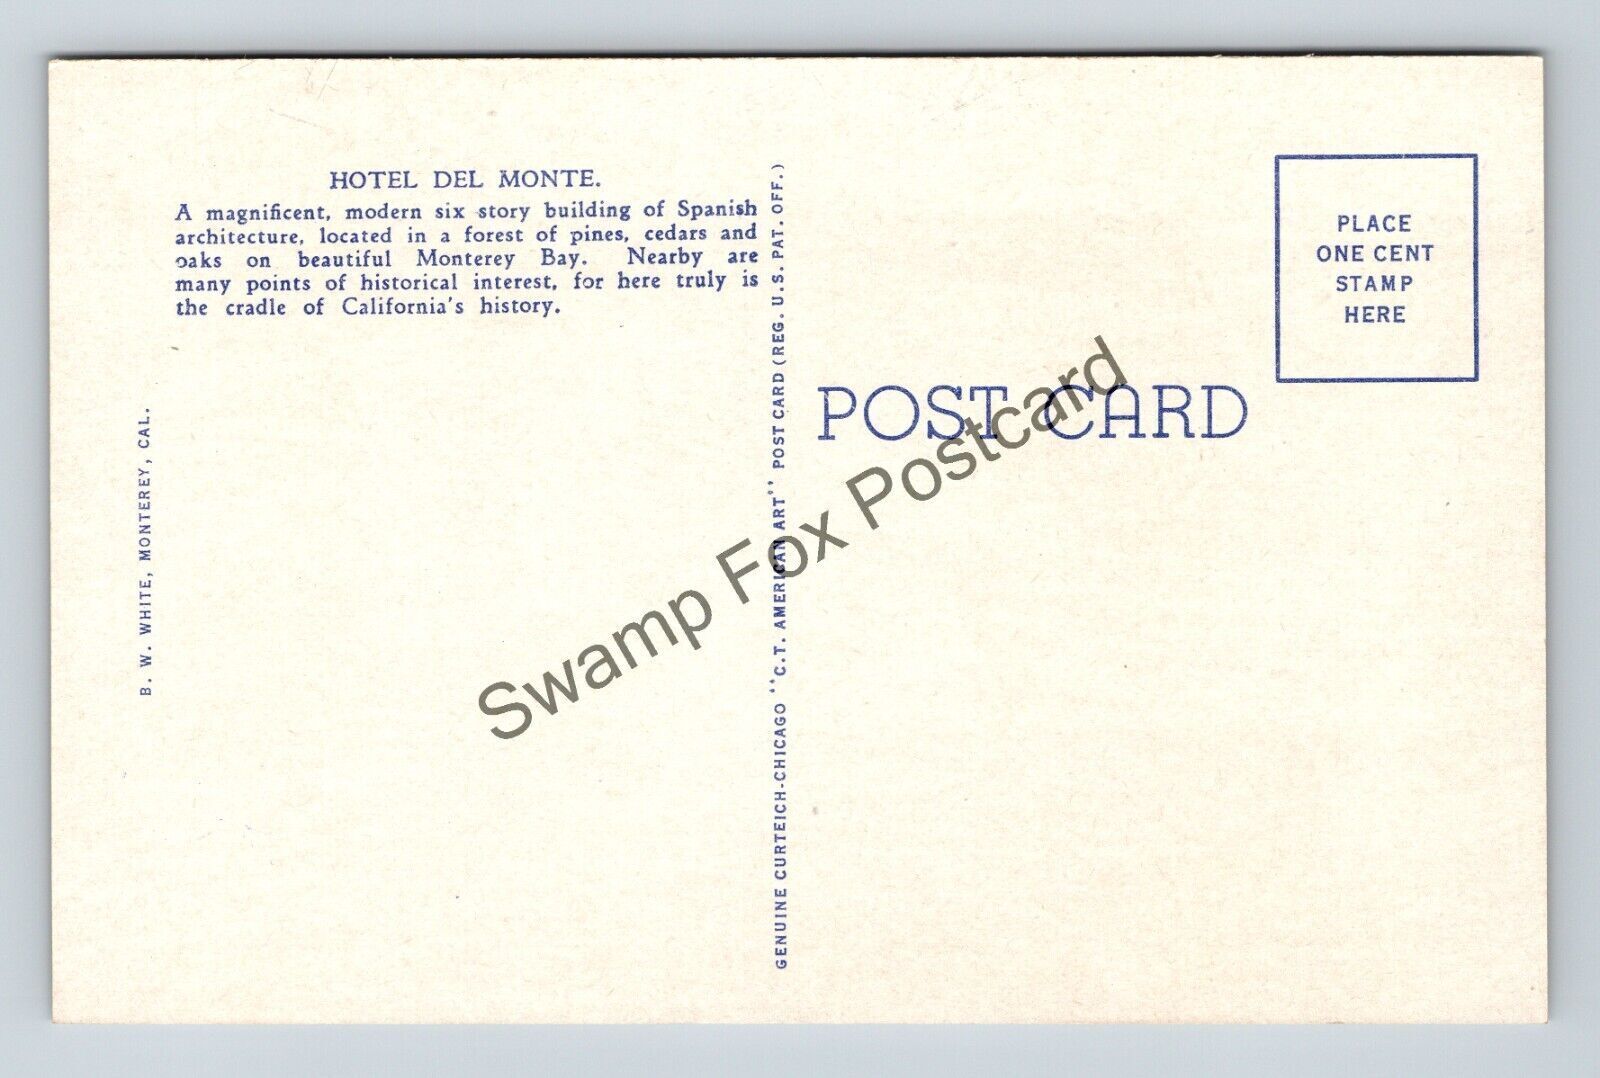 HOTEL DEL MONTE.
A magnificent, modern six story building of Spanish
architecture, located in a forest of pines, cedars and
oaks on beautiful Monterey Bay. Nearby are
many points of historical interest, for here truly is
the cradle of California's history.
B. W. WHITE, MONTEREY, CAL.
GENUINE CURTEICH-CHICAGO "C.T. AMERICAN ART" POST CARD (REG. U.S. PAT. OFF.)
POST CARD
PLACE
ONE CENT
STAMP
HERE
Swamp Fox Postcard